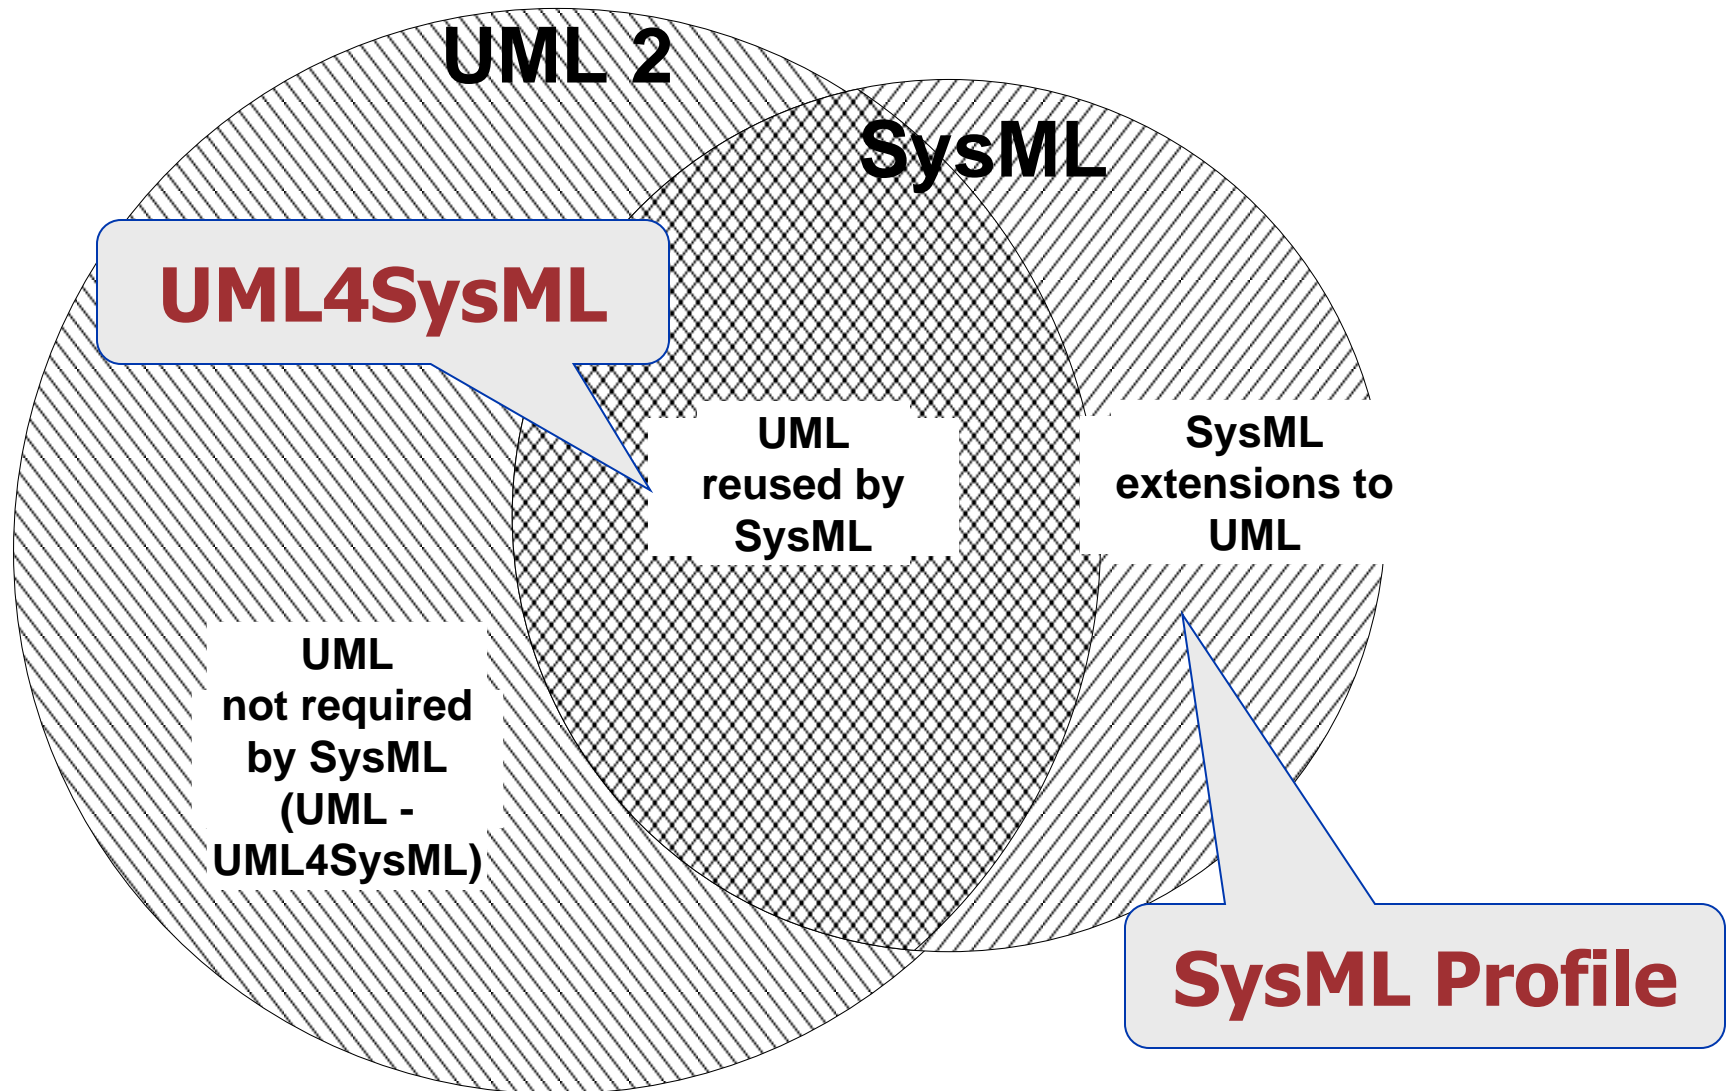 UML 2
SysML
UML4SysML
UML
reused by
SysML
SysML
extensions to
UML
UML
not required
by SysML
(UML -
UML4SysML)
SysML Profile